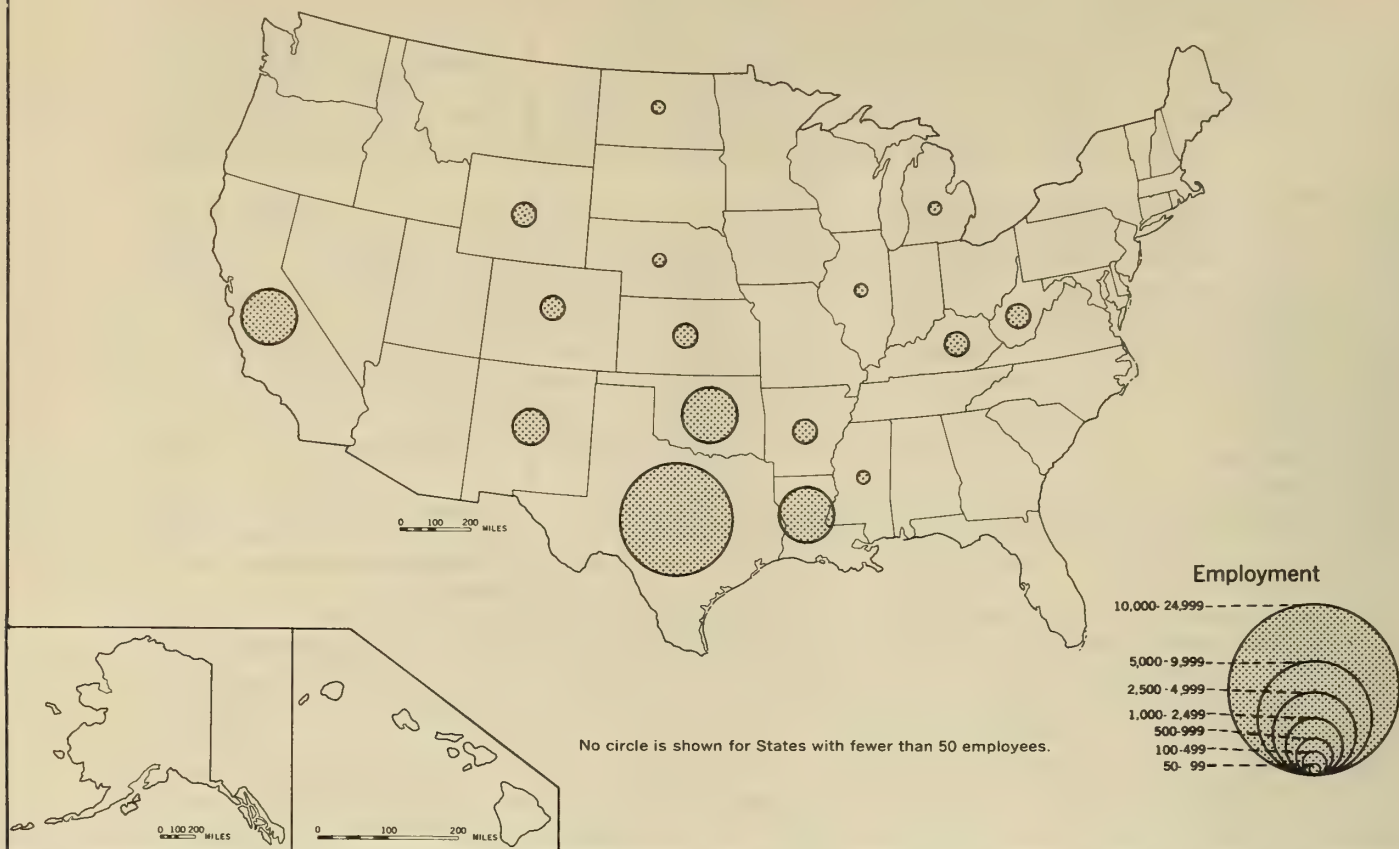 0 100 200 MILES
Employment
10,000- 24,999
5,000 - 9,999
2,500 - 4,999
1,000- 2,499
500-999
100-499
50- 99
No circle is shown for States with fewer than 50 employees.
0 100 200 MILES
0 100 200 MILES